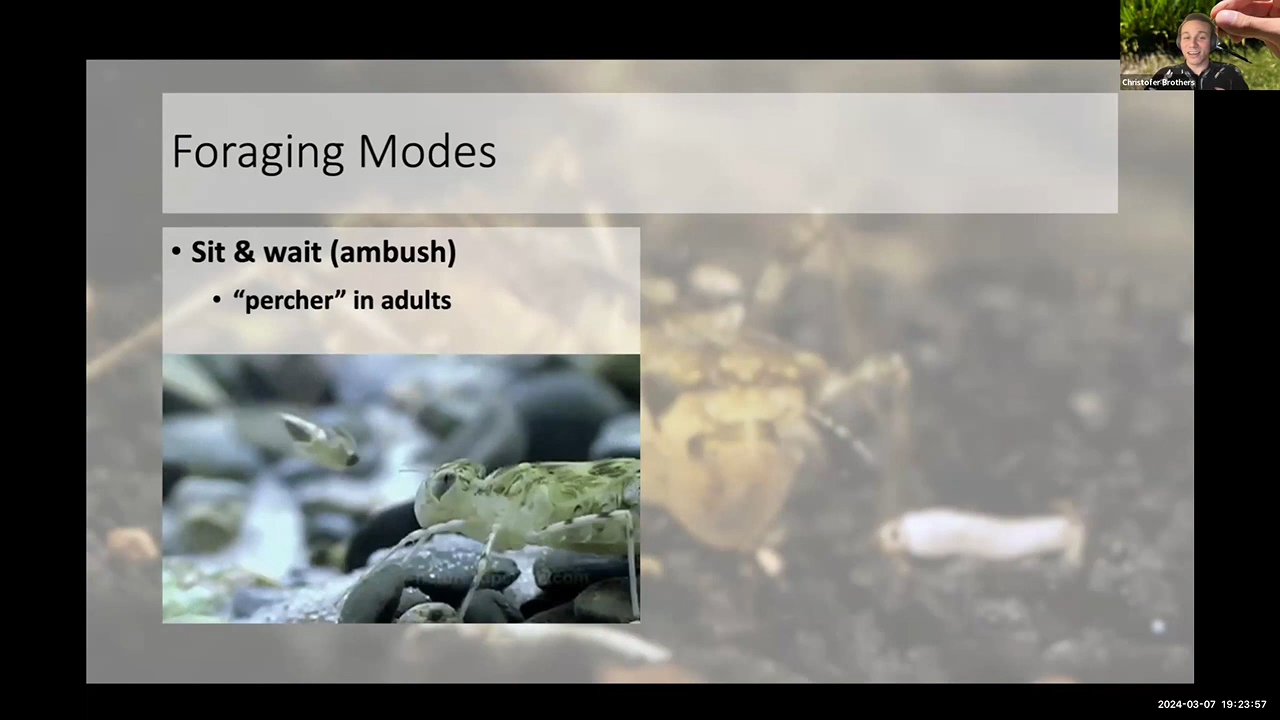 Christofer Brothers
Foraging Modes
• Sit & wait (ambush)
• “percher” in adults
2024-03-07 19:23:57